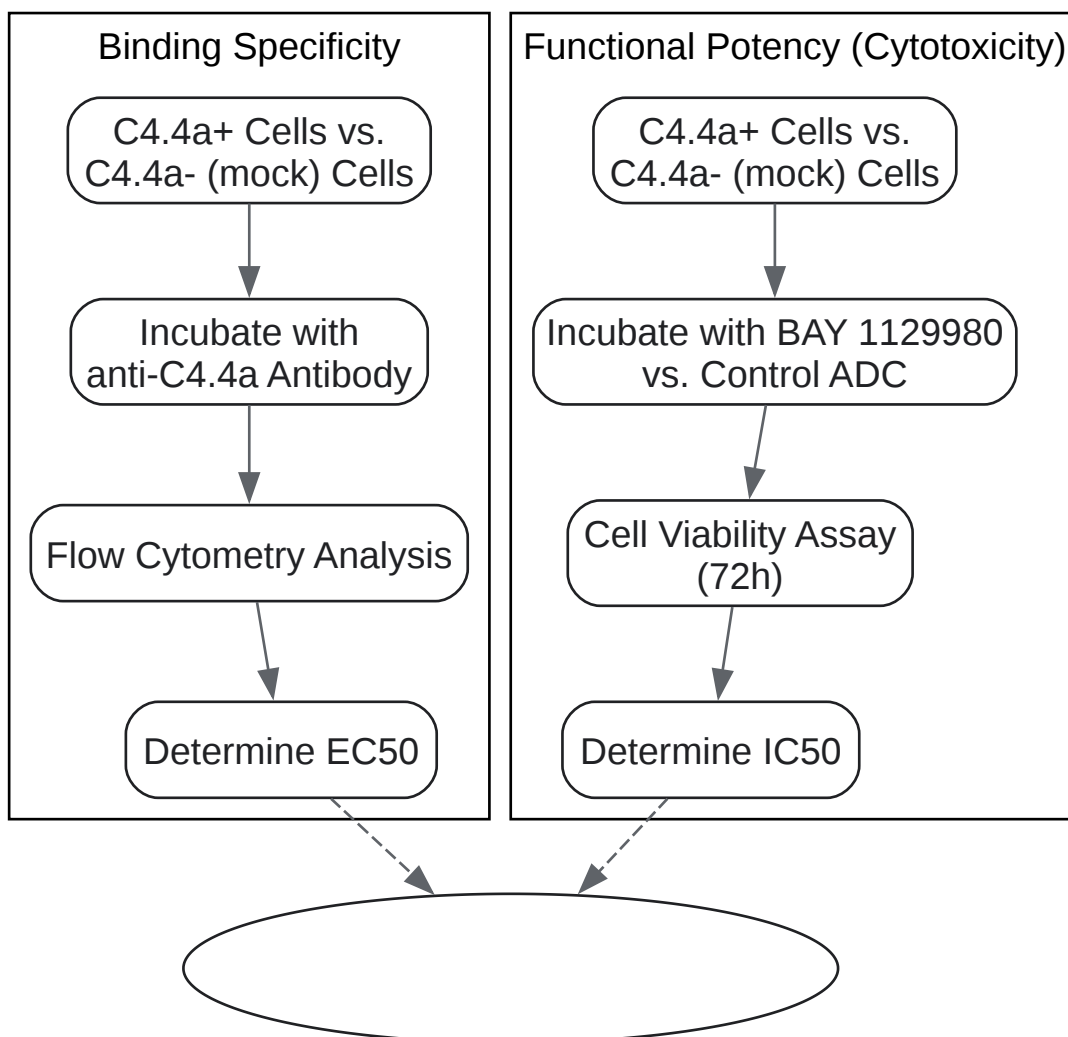 Binding Specificity
C4.4a+ Cells vs.
C4.4a- (mock) Cells
Incubate with
anti-C4.4a Antibody
Flow Cytometry Analysis
Determine EC50
Functional Potency (Cytotoxicity)
C4.4a+ Cells vs.
C4.4a- (mock) Cells
Incubate with BAY 1129980
vs. Control ADC
Cell Viability Assay
(72h)
Determine IC50